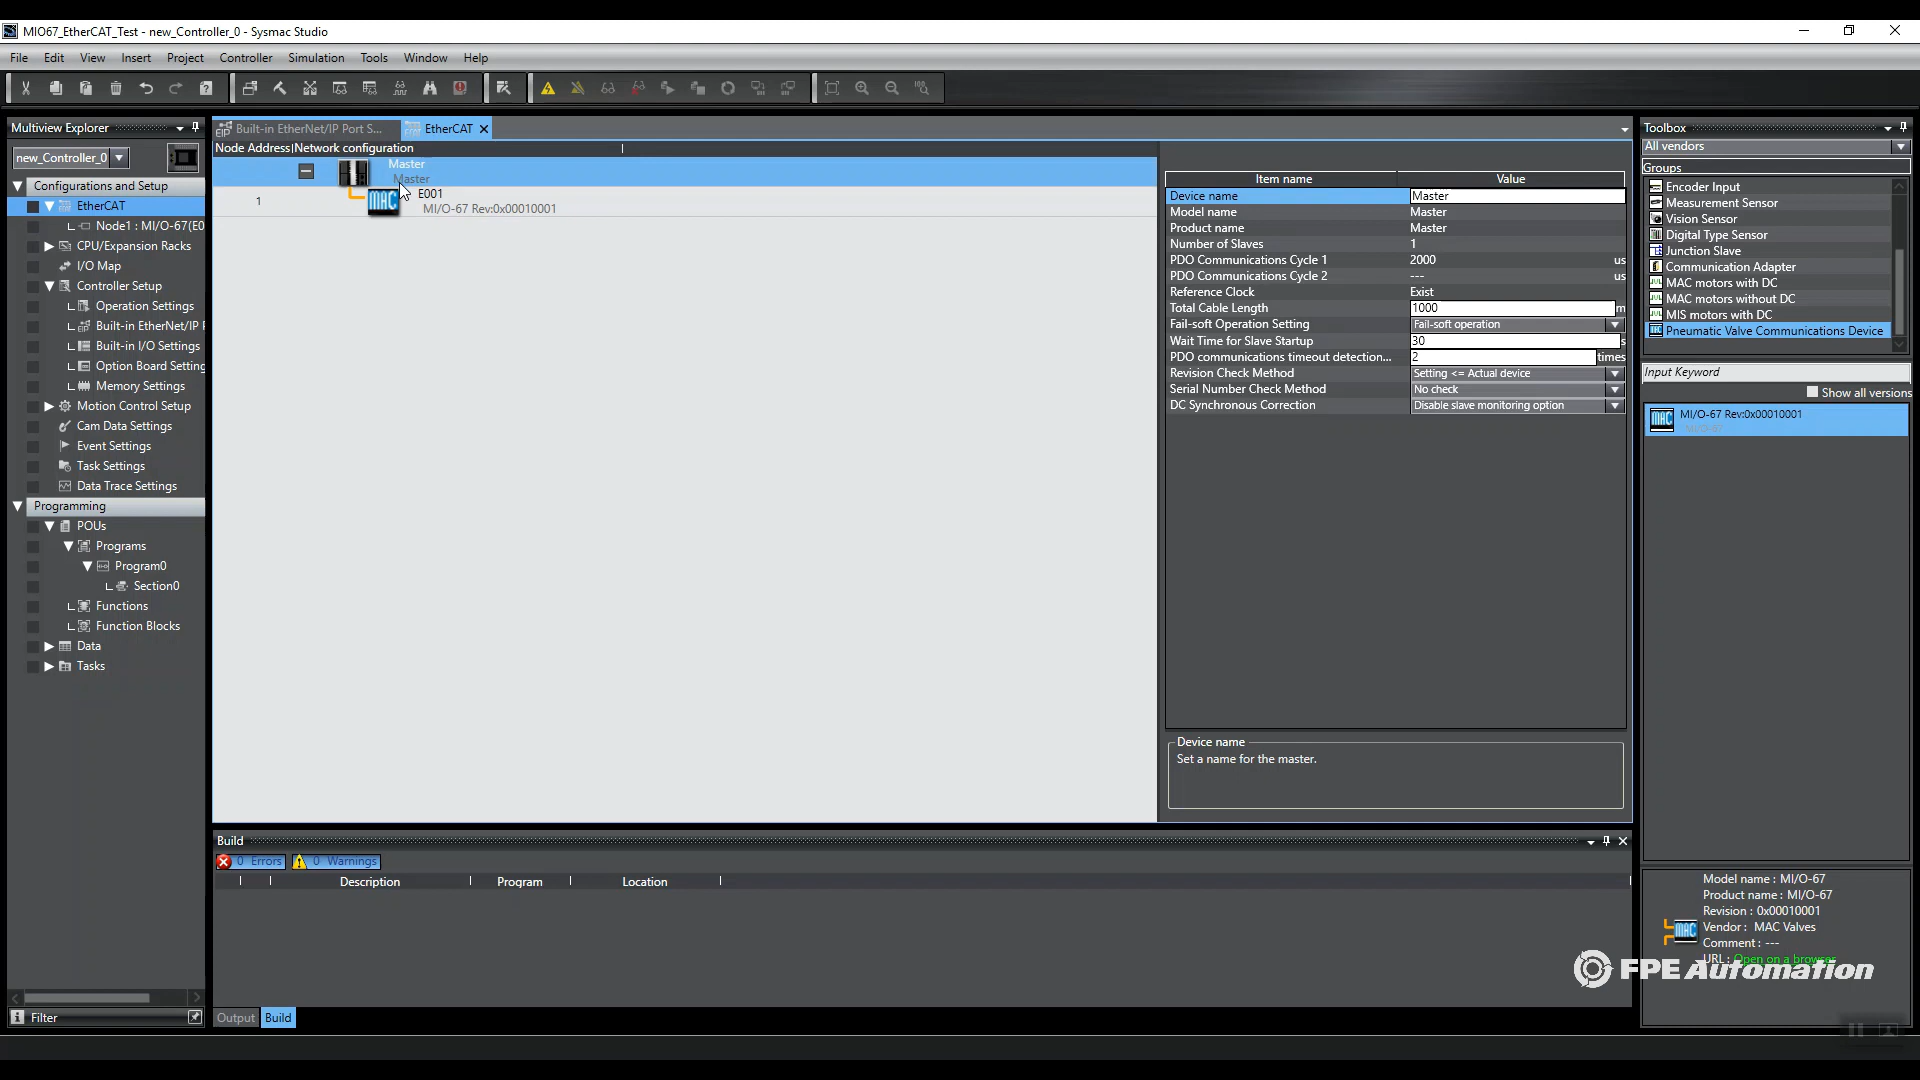 MIO67_EtherCAT_Test - new_Controller_0 - Sysmac Studio
File Edit View Insert Project Controller Simulation Tools Window Help
Multiview Explorer
new_Controller_0
Configurations and Setup
EtherCAT
Node1 : MI/O-67(E0
CPU/Expansion Racks
I/O Map
Controller Setup
Operation Settings
Built-in EtherNet/IP P
Built-in I/O Settings
Option Board Setting
Memory Settings
Motion Control Setup
Cam Data Settings
Event Settings
Task Settings
Data Trace Settings
Programming
POUs
Programs
Program0
Section0
Functions
Function Blocks
Data
Tasks
Filter
Built-in EtherNet/IP Port S... EtherCAT
Node Address Network configuration
Master
Master
1 E001
MAC MI/O-67 Rev:0x00010001
Item name Value
Device name Master
Model name Master
Product name Master
Number of Slaves 1
PDO Communications Cycle 1 2000 us
PDO Communications Cycle 2 --- us
Reference Clock Exist
Total Cable Length 1000 m
Fail-soft Operation Setting Fail-soft operation
Wait Time for Slave Startup 30 s
PDO communications timeout detection... 2 times
Revision Check Method Setting <= Actual device
Serial Number Check Method No check
DC Synchronous Correction Disable slave monitoring option
Device name
Set a name for the master.
Build
0 Errors 0 Warnings
Description Program Location
Output Build
Toolbox
All vendors
Groups
Encoder Input
Measurement Sensor
Vision Sensor
Digital Type Sensor
Junction Slave
Communication Adapter
MAC motors with DC
MAC motors without DC
MIS motors with DC
Pneumatic Valve Communications Device
Input Keyword
Show all versions
MAC MI/O-67 Rev:0x00010001
MI/O-67
Model name : MI/O-67
Product name : MI/O-67
Revision : 0x00010001
MAC Vendor : MAC Valves
Comment : ---
URL : Open on a browser
FPE Automation